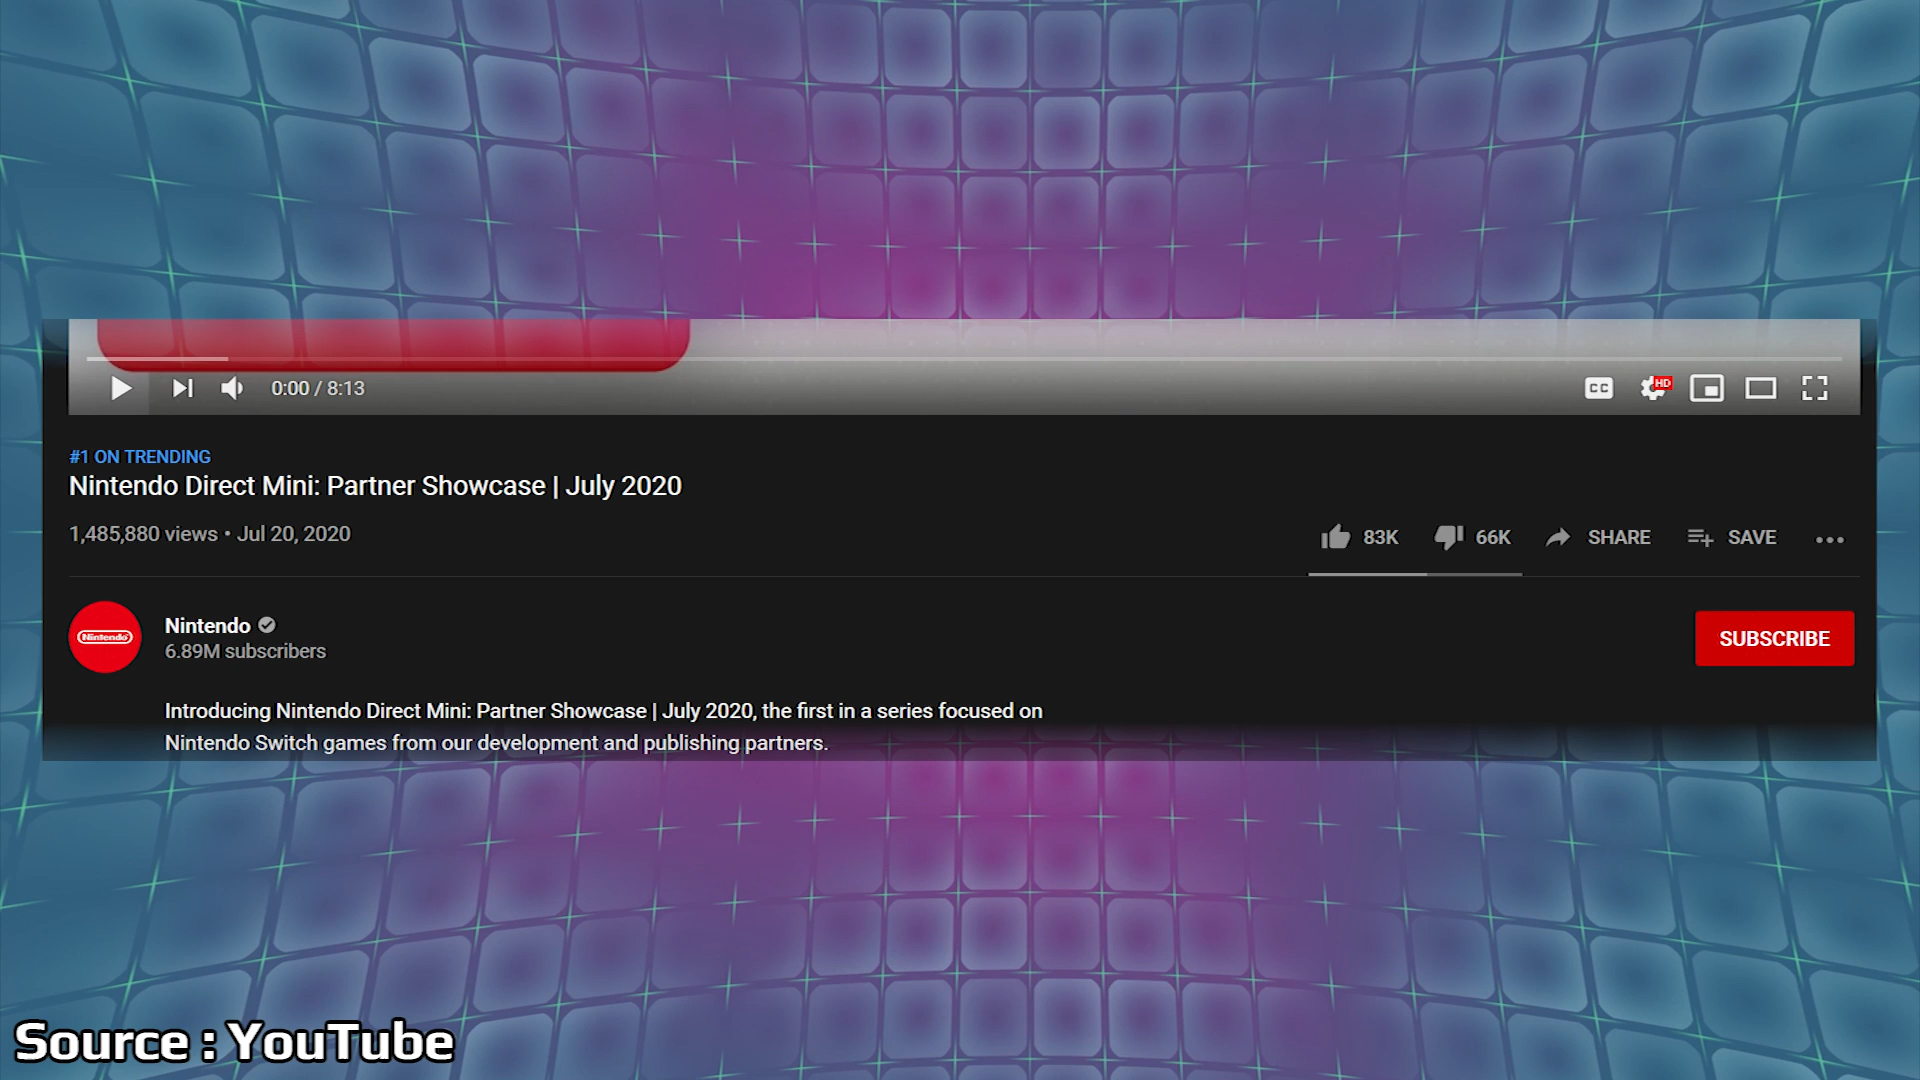 0:00 / 8:13
CC
HD
#1 ON TRENDING
Nintendo Direct Mini: Partner Showcase | July 2020
1,485,880 views • Jul 20, 2020
83K
66K
SHARE
SAVE
Nintendo
Nintendo
6.89M subscribers
SUBSCRIBE
Introducing Nintendo Direct Mini: Partner Showcase | July 2020, the first in a series focused on
Nintendo Switch games from our development and publishing partners.
Source : YouTube